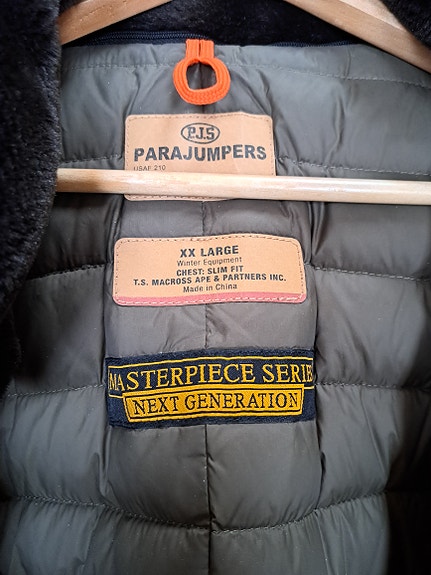 P.J.S
PARAJUMPERS
USAF 210
XX LARGE
Winter Equipment
CHEST: SLIM FIT
T.S. MACROSS APE & PARTNERS INC.
Made in China
MASTERPIECE SERIE
NEXT GENERATION